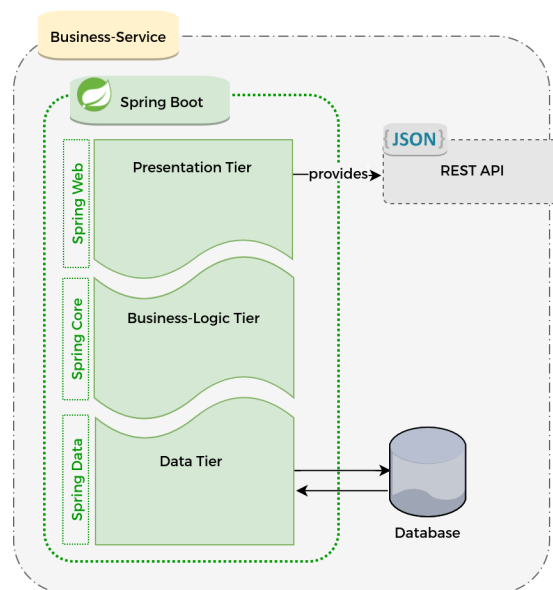 Business-Service
Spring Boot
Spring Web
Presentation Tier
provides
{JSON}
REST API
Spring Core
Business-Logic Tier
Spring Data
Data Tier
Database